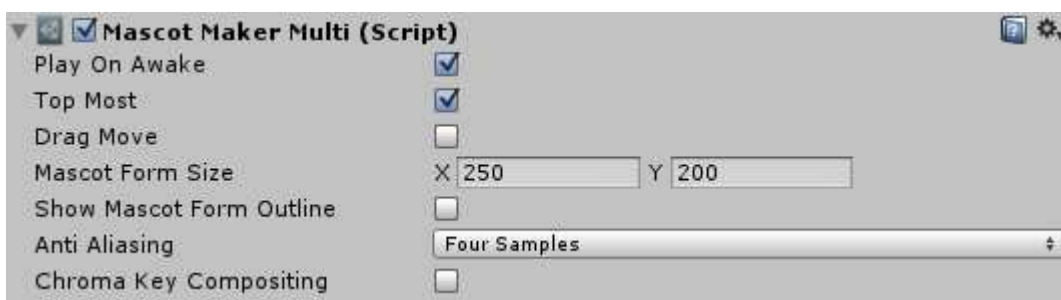 Mascot Maker Multi (Script)
Play On Awake
Top Most
Drag Move
Mascot Form Size X 250 Y 200
Show Mascot Form Outline
Anti Aliasing Four Samples
Chroma Key Compositing